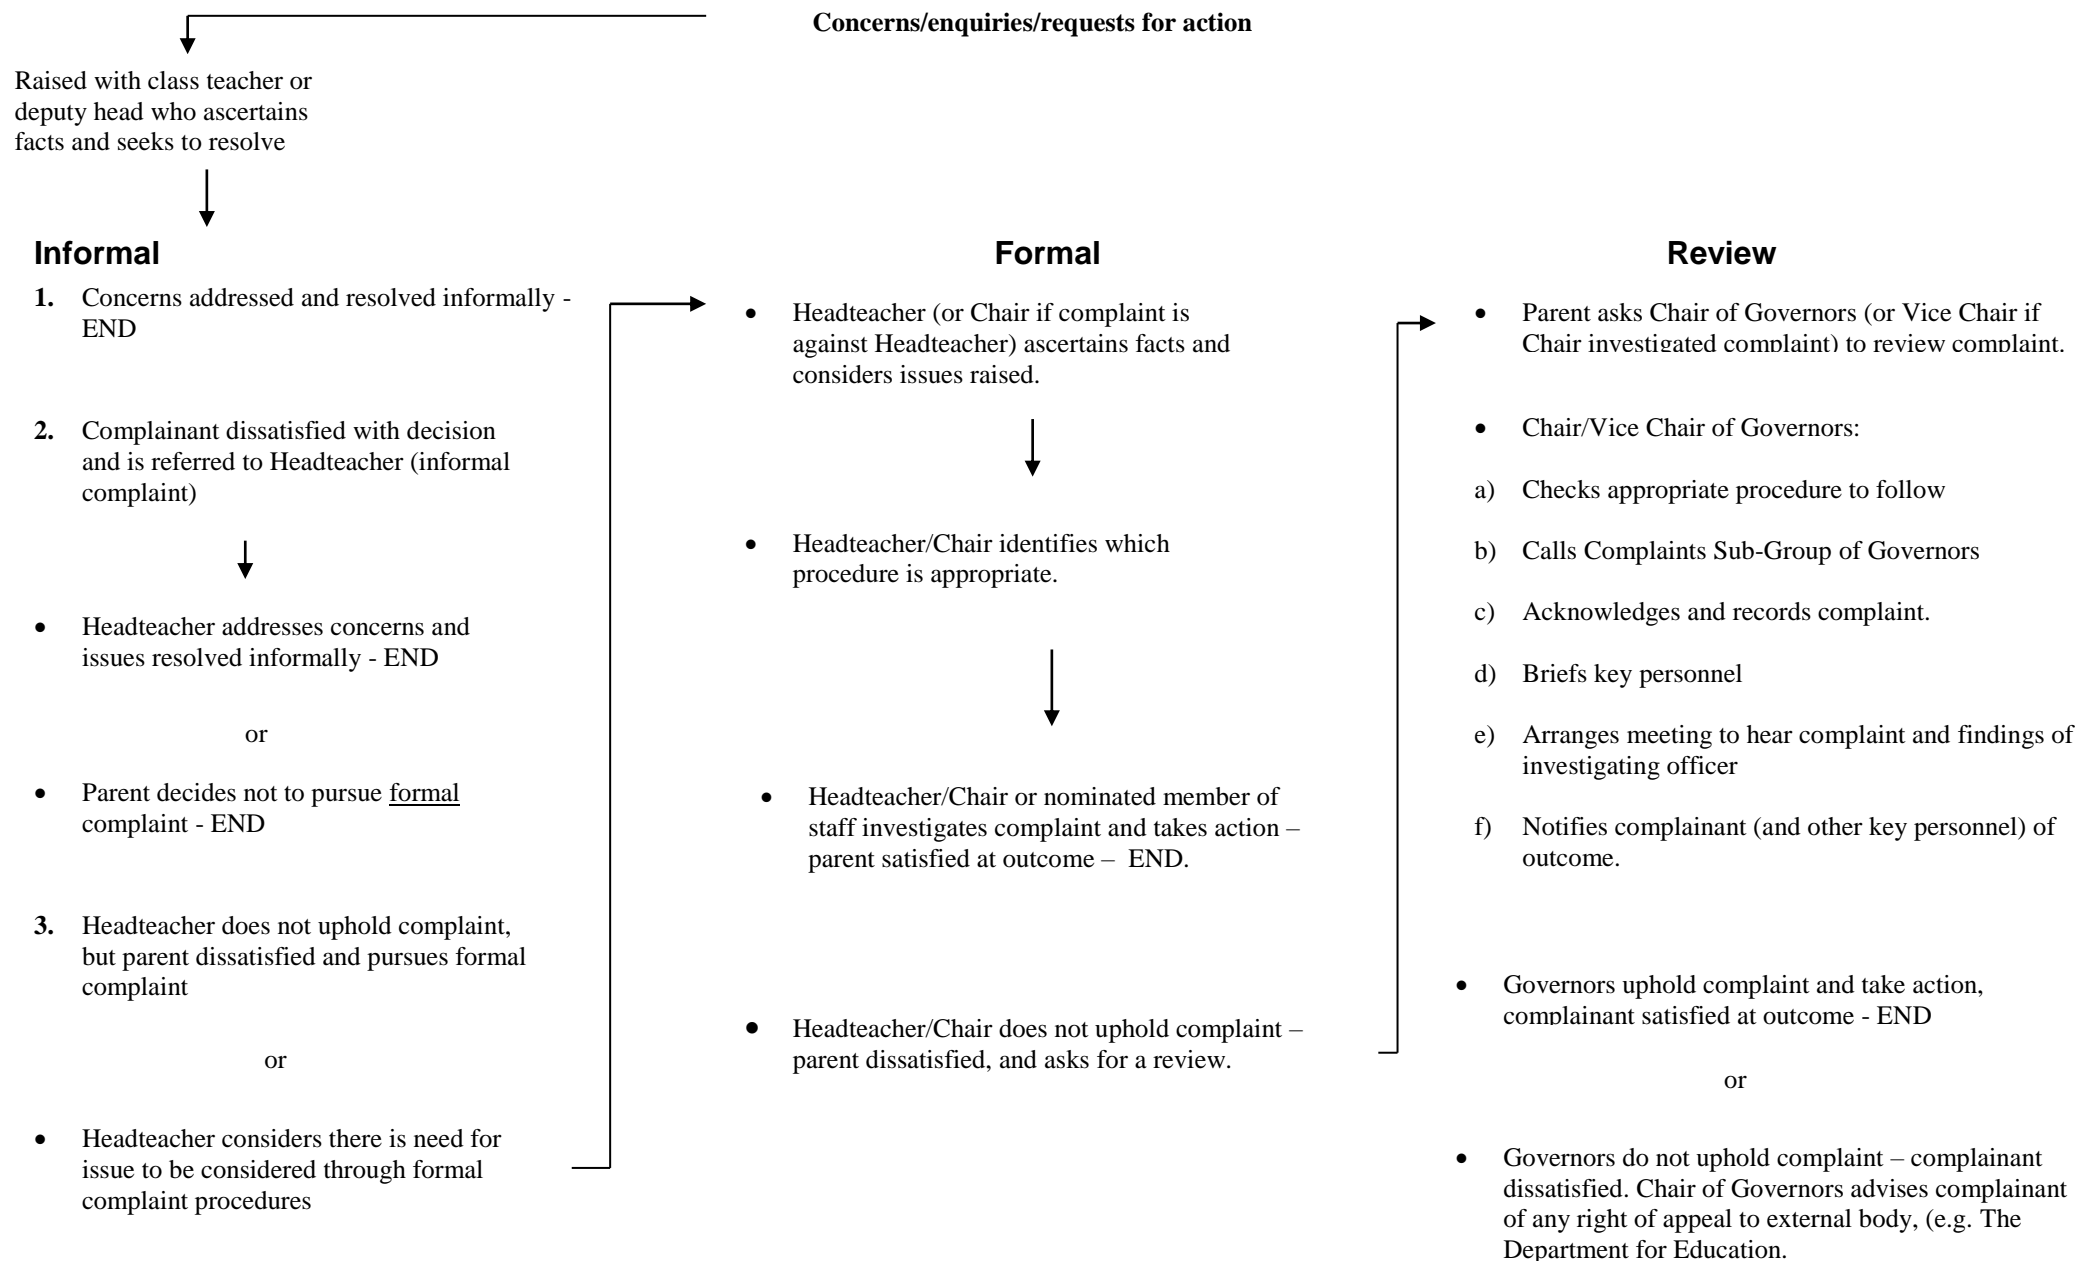 Concerns/enquiries/requests for action
Raised with class teacher or
deputy head who ascertains
facts and seeks to resolve
Informal
1. Concerns addressed and resolved informally -
END
2. Complainant dissatisfied with decision
and is referred to Headteacher (informal
complaint)
• Headteacher addresses concerns and
issues resolved informally - END
or
• Parent decides not to pursue formal
complaint - END
3. Headteacher does not uphold complaint,
but parent dissatisfied and pursues formal
complaint
or
• Headteacher considers there is need for
issue to be considered through formal
complaint procedures
Formal
• Headteacher (or Chair if complaint is
against Headteacher) ascertains facts and
considers issues raised.
• Headteacher/Chair identifies which
procedure is appropriate.
• Headteacher/Chair or nominated member of
staff investigates complaint and takes action –
parent satisfied at outcome – END.
• Headteacher/Chair does not uphold complaint –
parent dissatisfied, and asks for a review.
Review
• Parent asks Chair of Governors (or Vice Chair if
Chair investigated complaint) to review complaint.
• Chair/Vice Chair of Governors:
a) Checks appropriate procedure to follow
b) Calls Complaints Sub-Group of Governors
c) Acknowledges and records complaint.
d) Briefs key personnel
e) Arranges meeting to hear complaint and findings of
investigating officer
f) Notifies complainant (and other key personnel) of
outcome.
• Governors uphold complaint and take action,
complainant satisfied at outcome - END
or
• Governors do not uphold complaint – complainant
dissatisfied. Chair of Governors advises complainant
of any right of appeal to external body, (e.g. The
Department for Education.